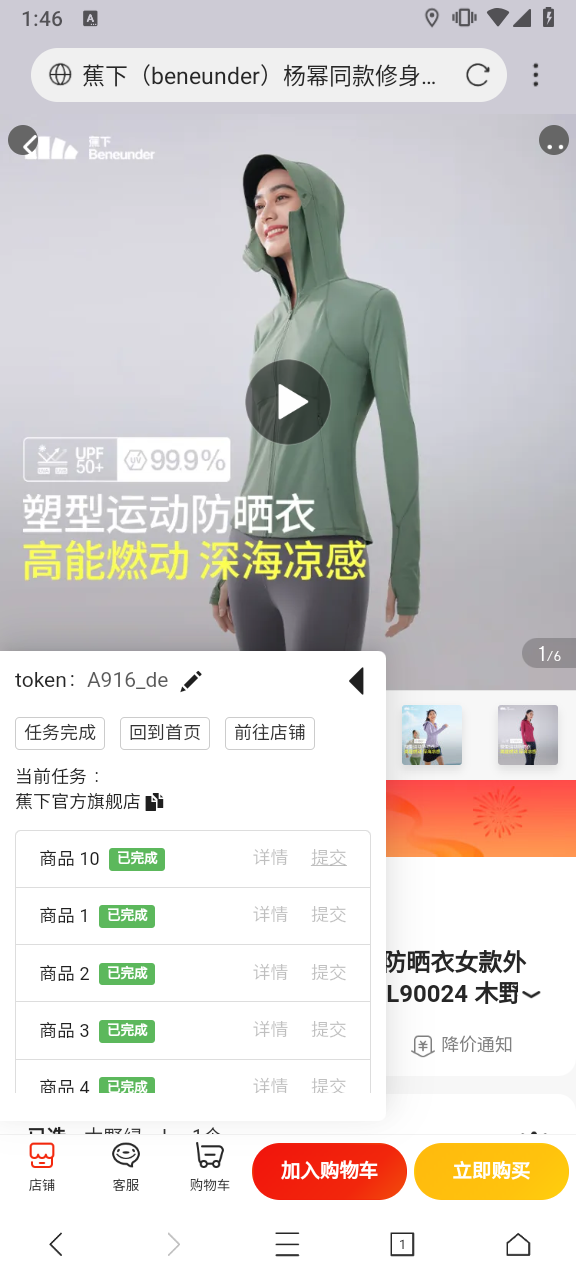 1:46
A
蕉下（beneunder）杨幂同款修身...
蕉下
Beneunder
UPF
50+
UV
99.9%
塑型运动防晒衣
高能燃动 深海凉感
1/6
token： A916_de
任务完成 回到首页 前往店铺
当前任务：
蕉下官方旗舰店
商品 10 已完成 详情 提交
商品 1 已完成 详情 提交
商品 2 已完成 详情 提交
商品 3 已完成 详情 提交
商品 4 已完成 详情 提交
防晒衣女款外
L90024 木野
降价通知
店铺 客服 购物车 加入购物车 立即购买
1